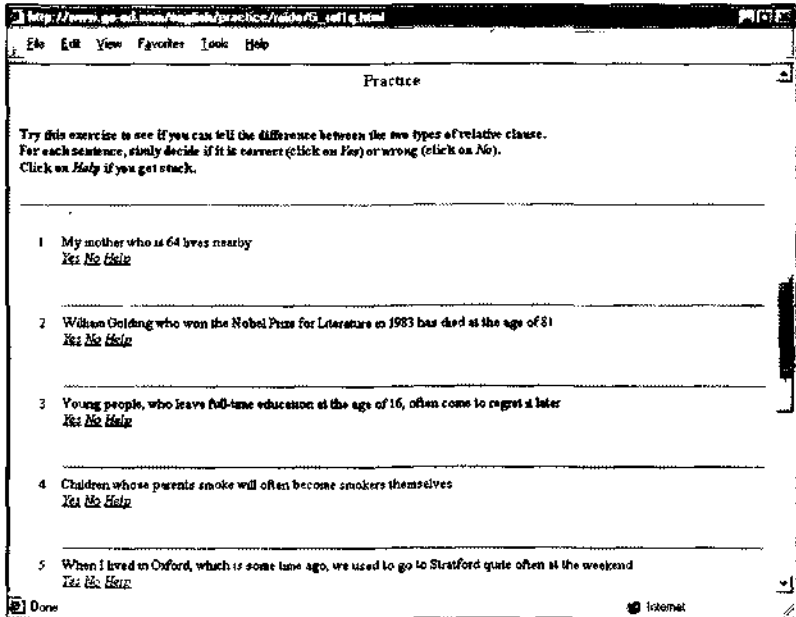 File Edit View Favorites Tools Help
Practice
Try this exercise to see if you can tell the difference between the two types of relative clause.
For each sentence, simly decide if it is correct (click on Yes) or wrong (click on No).
Click on Help if you get stuck.
1 My mother who is 64 lives nearby
Yes No Help
2 William Golding who won the Nobel Prize for Literature in 1983 has died at the age of 81
Yes No Help
3 Young people, who leave full-time education at the age of 16, often come to regret it later
Yes No Help
4 Children whose parents smoke will often become smokers themselves
Yes No Help
5 When I lived in Oxford, which is some time ago, we used to go to Stratford quite often at the weekend
Yes No Help
Done Internet